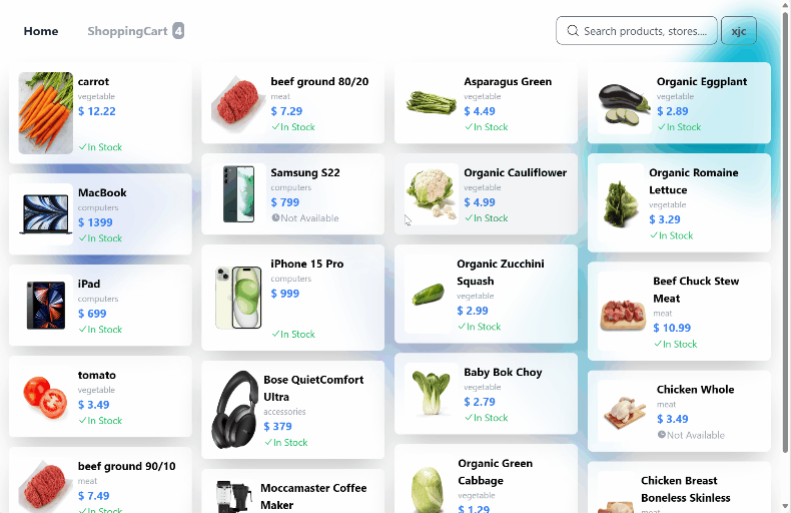 Home
ShoppingCart 4
Search products, stores....
xjc
carrot
vegetable
$ 12.22
In Stock
MacBook
computers
$ 1399
In Stock
iPad
computers
$ 699
In Stock
tomato
vegetable
$ 3.49
In Stock
beef ground 90/10
meat
$ 7.49
In Stock
beef ground 80/20
meat
$ 7.29
In Stock
Samsung S22
computers
$ 799
Not Available
iPhone 15 Pro
computers
$ 999
In Stock
Bose QuietComfort
Ultra
accessories
$ 379
In Stock
Moccamaster Coffee
Maker
Asparagus Green
vegetable
$ 4.49
In Stock
Organic Cauliflower
vegetable
$ 4.99
In Stock
Organic Zucchini
Squash
vegetable
$ 2.99
In Stock
Baby Bok Choy
vegetable
$ 2.79
In Stock
Organic Green
Cabbage
vegetable
$ 1.29
Organic Eggplant
vegetable
$ 2.89
In Stock
Organic Romaine
Lettuce
vegetable
$ 3.29
In Stock
Beef Chuck Stew
Meat
meat
$ 10.99
In Stock
Chicken Whole
meat
$ 3.49
Not Available
Chicken Breast
Boneless Skinless
meat